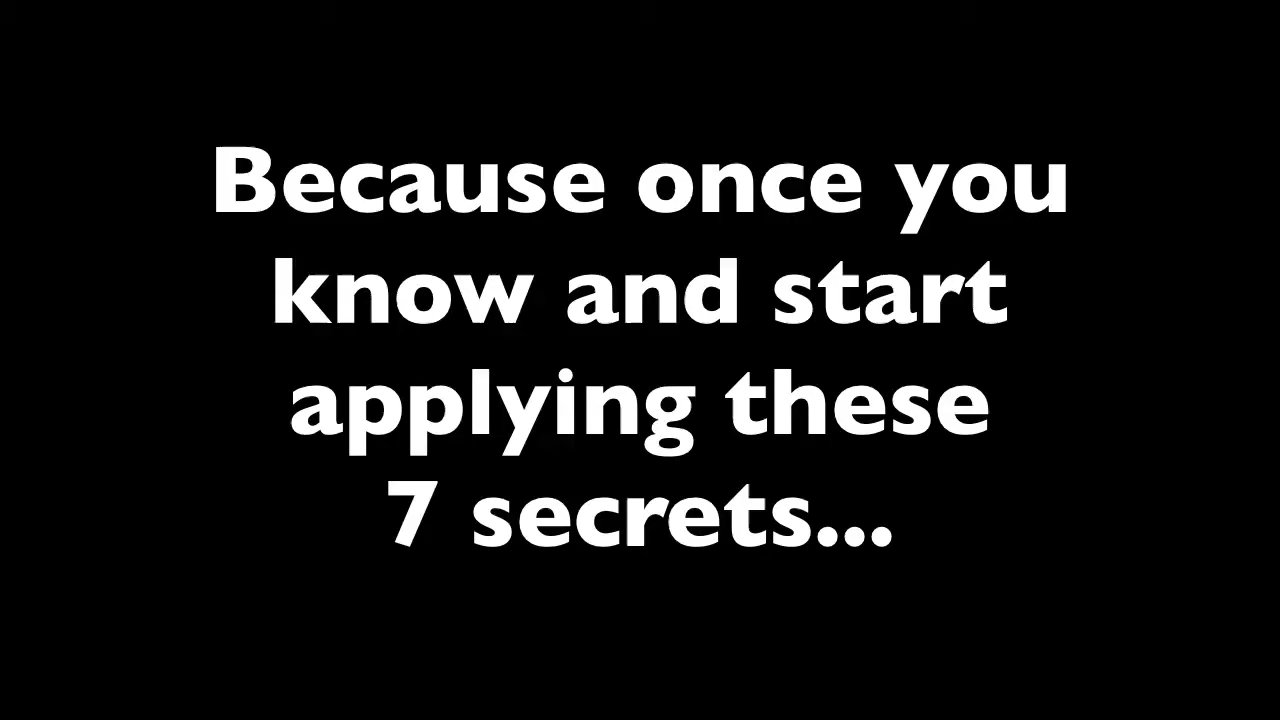 Because once you
know and start
applying these
7 secrets...